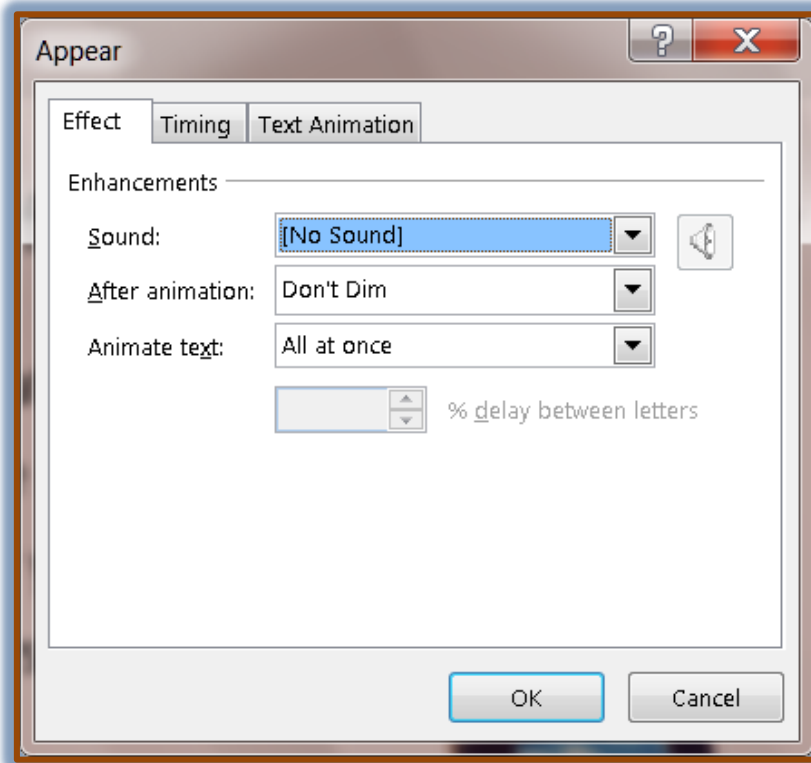 Appear
Effect Timing Text Animation
Enhancements
Sound: [No Sound]
After animation: Don't Dim
Animate text: All at once
% delay between letters
OK Cancel